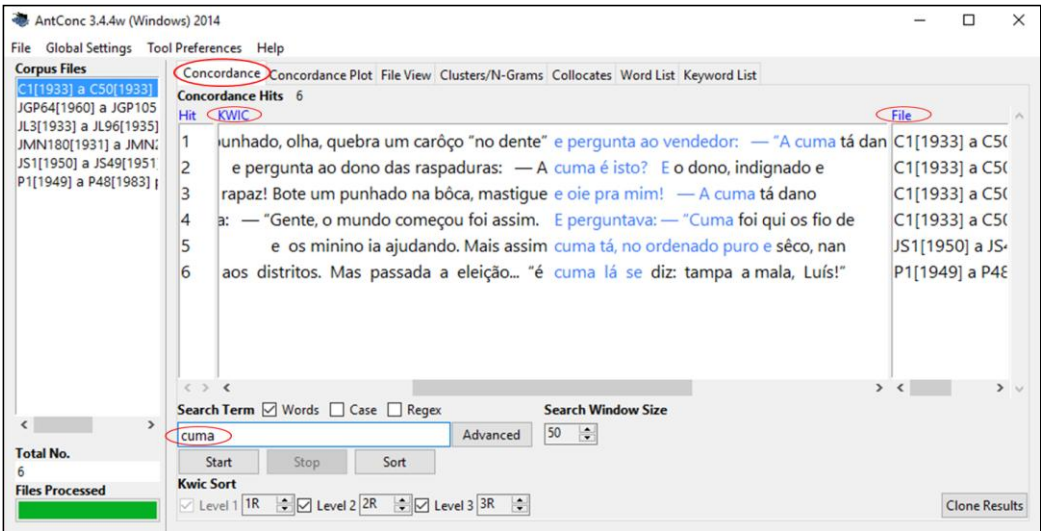 AntConc 3.4.4w (Windows) 2014
File Global Settings Tool Preferences Help
Corpus Files
C1[1933] a C50[1933]
JGP64[1960] a JGP105
JL3[1933] a JL96[1935]
JMN180[1931] a JMN2
JS1[1950] a JS49[1951
P1[1949] a P48[1983] p
Total No.
6
Files Processed
Concordance Concordance Plot File View Clusters/N-Grams Collocates Word List Keyword List
Concordance Hits 6
Hit KWIC File
1 punhado, olha, quebra um carôço "no dente" e pergunta ao vendedor: — "A cuma tá dan C1[1933] a C50
2 e pergunta ao dono das raspaduras: — A cuma é isto? E o dono, indignado e C1[1933] a C50
3 rapaz! Bote um punhado na bôca, mastigue e oie pra mim! — A cuma tá dano C1[1933] a C50
4 a: — "Gente, o mundo começou foi assim. E perguntava: — "Cuma foi qui os fio de C1[1933] a C50
5 e os minino ia ajudando. Mais assim cuma tá, no ordenado puro e sêco, nan JS1[1950] a JS4
6 aos distritos. Mas passada a eleição... "é cuma lá se diz: tampa a mala, Luís!" P1[1949] a P48
Search Term Words Case Regex Search Window Size
cuma Advanced 50
Start Stop Sort
Kwic Sort
Level 1 1R Level 2 2R Level 3 3R Clone Results